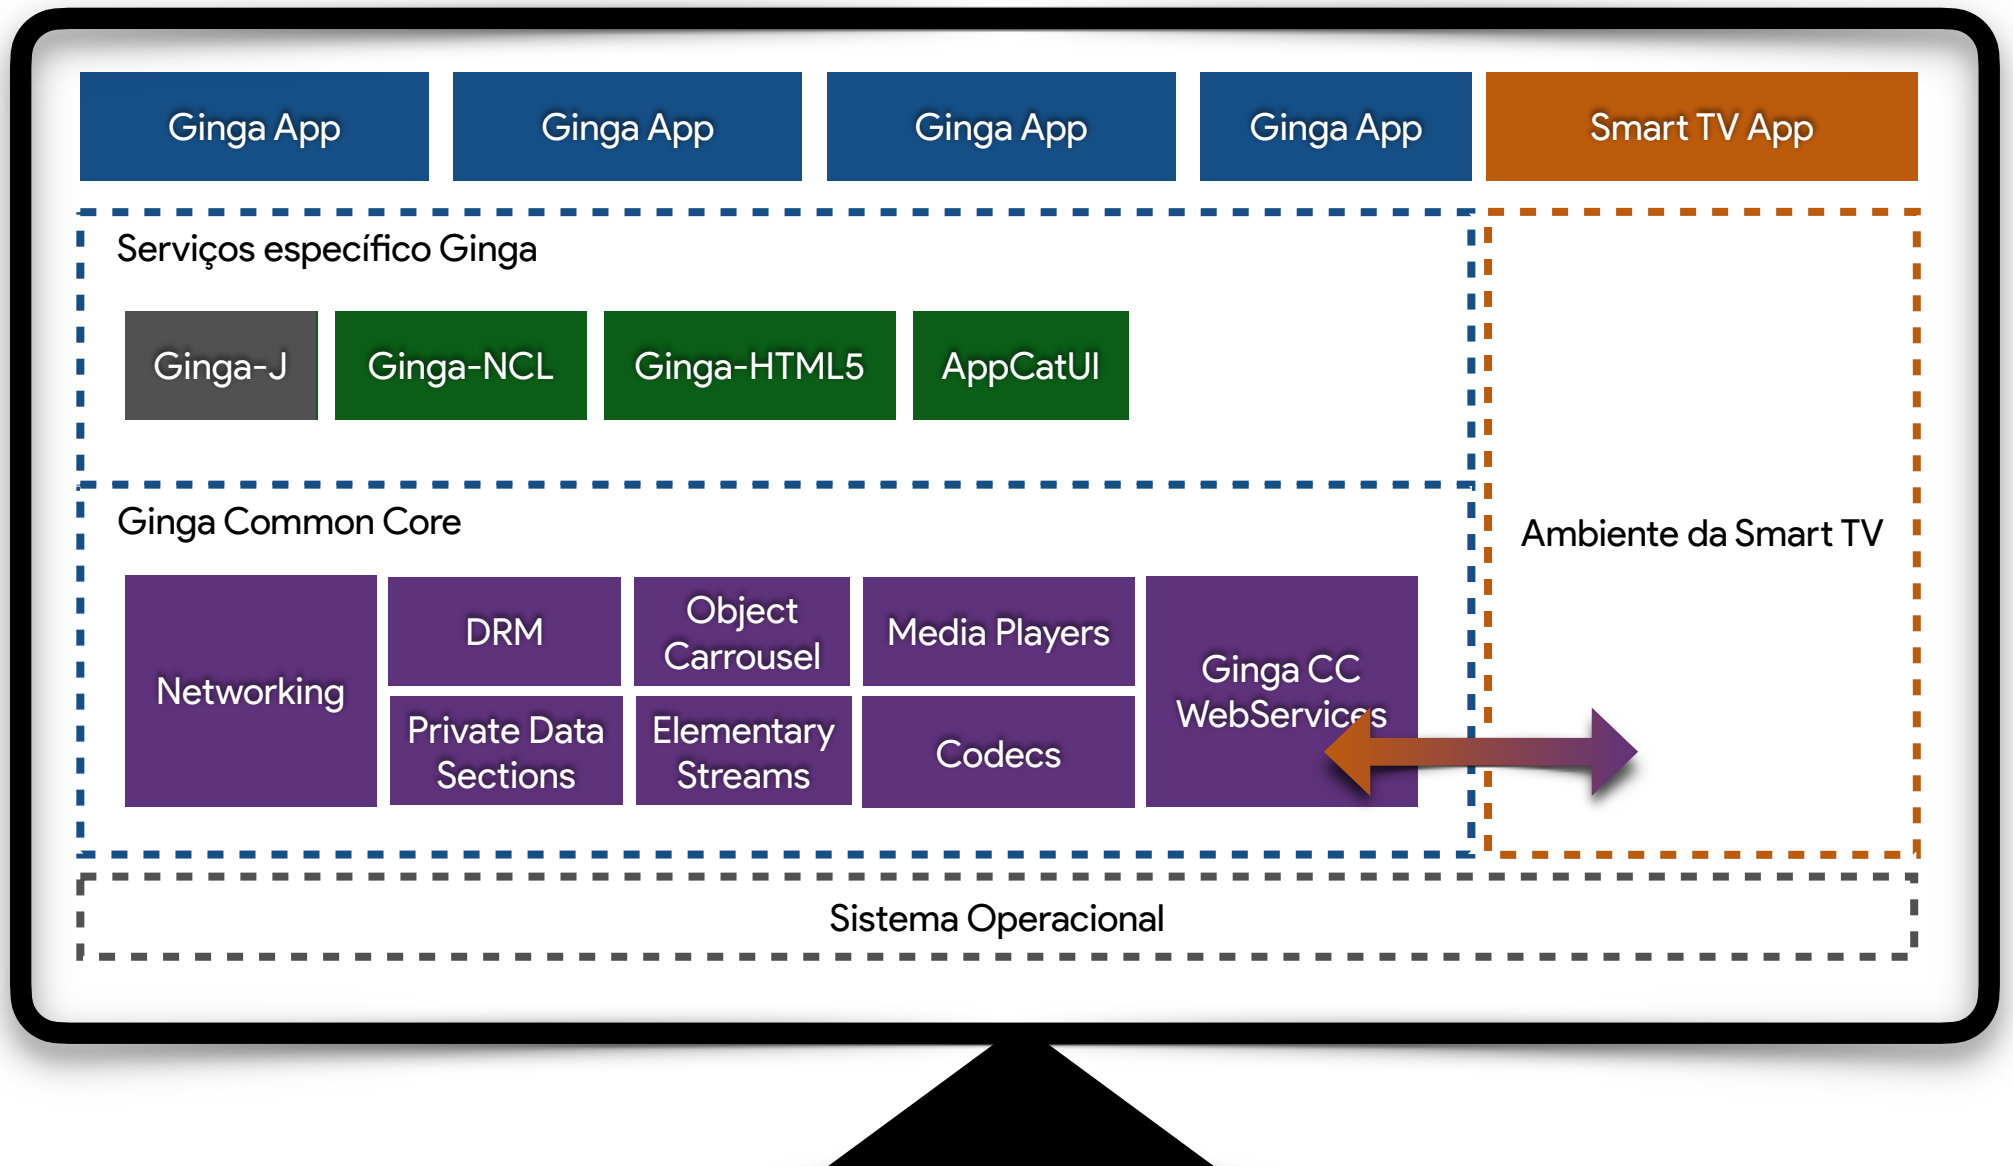 Ginga App
Ginga App
Ginga App
Ginga App
Smart TV App
Serviços específico Ginga
Ginga-J
Ginga-NCL
Ginga-HTML5
AppCatUI
Ginga Common Core
Ambiente da Smart TV
Networking
DRM
Object
Carrousel
Media Players
Ginga CC
WebServices
Private Data
Sections
Elementary
Streams
Codecs
Sistema Operacional